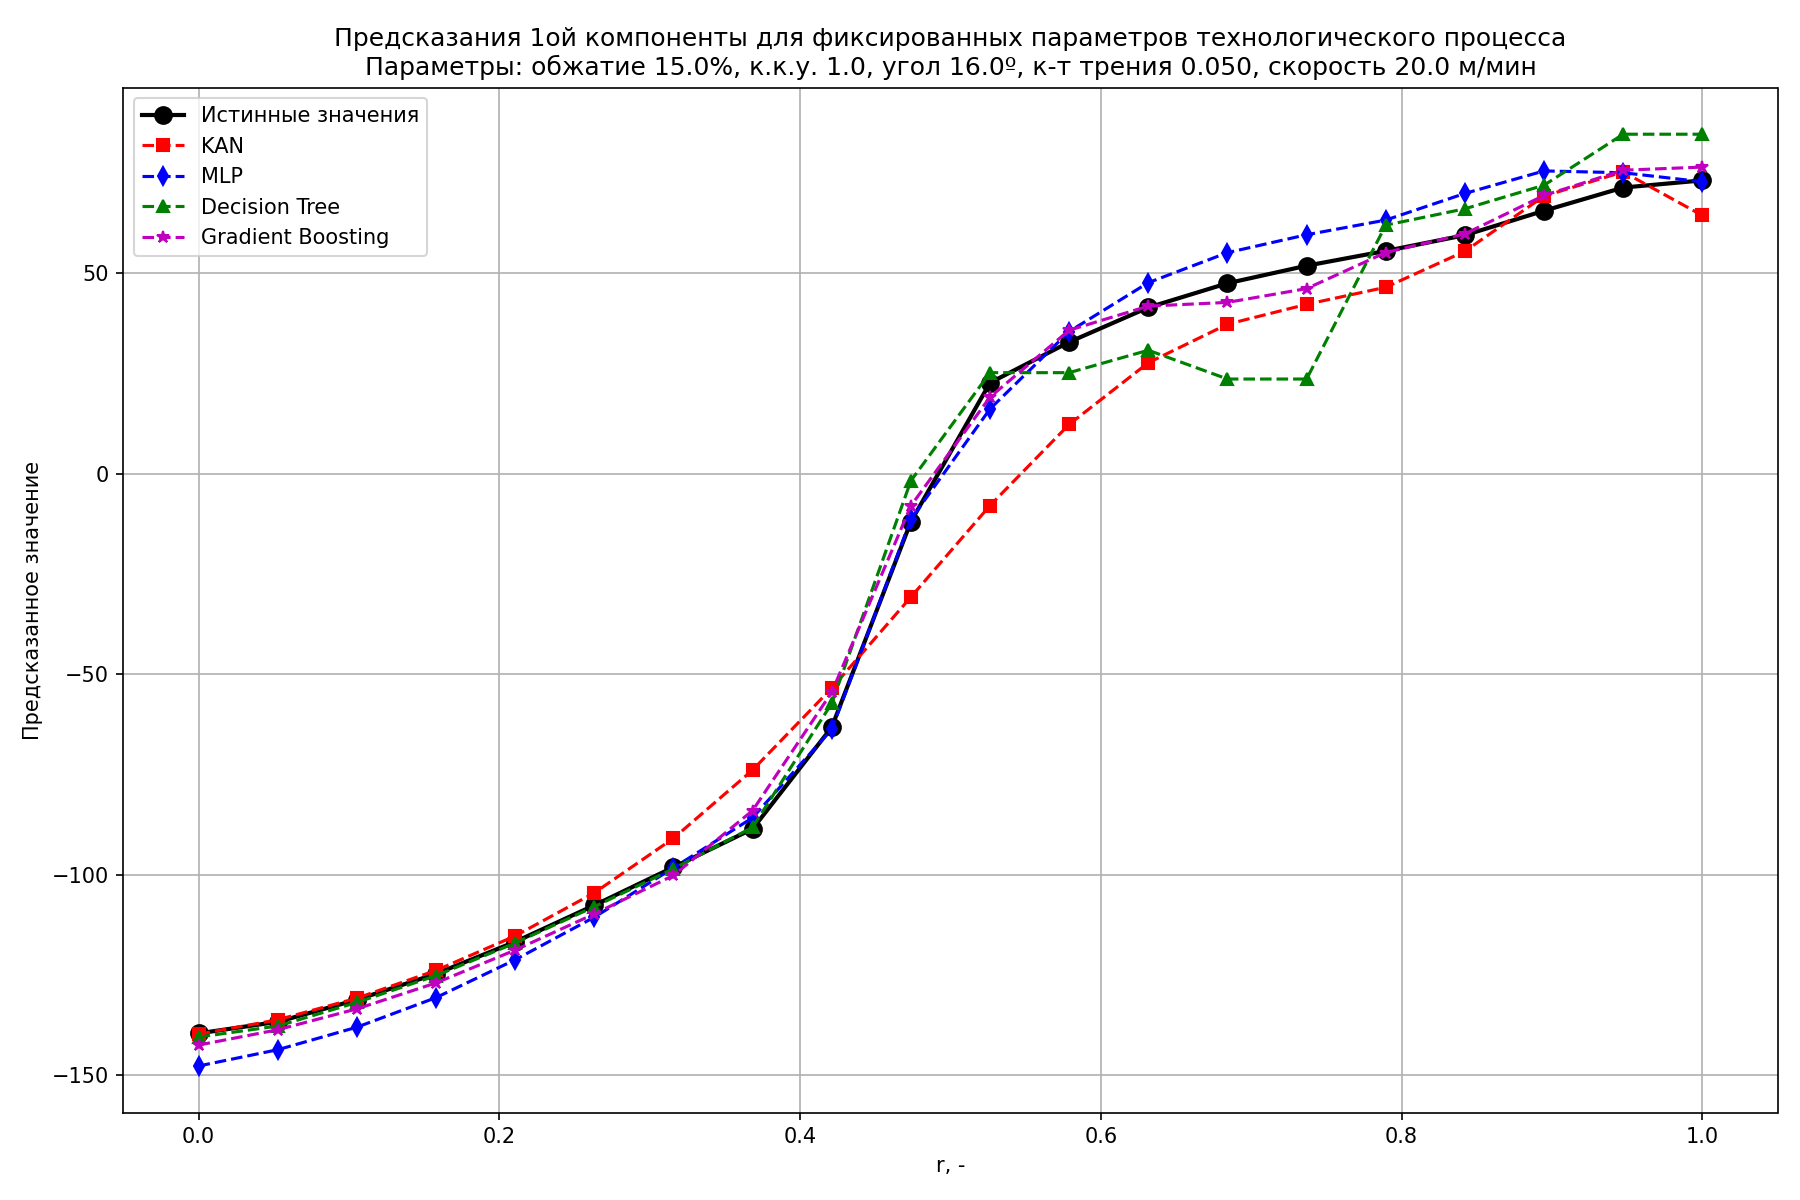 Предсказания 1ой компоненты для фиксированных параметров технологического процесса
Параметры: обжатие 15.0%, к.к.у. 1.0, угол 16.0º, к-т трения 0.050, скорость 20.0 м/мин
Истинные значения
KAN
MLP
Decision Tree
Gradient Boosting
Предсказанное значение
50
0
−50
−100
−150
0.0 0.2 0.4 0.6 0.8 1.0
r, -